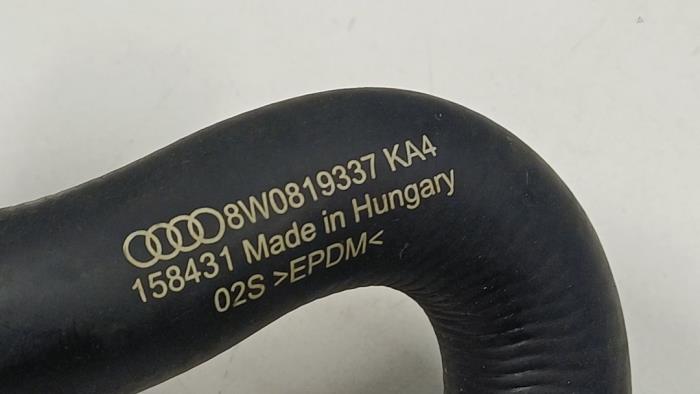 8W0819337 KA4
158431 Made in Hungary
02S >EPDM<